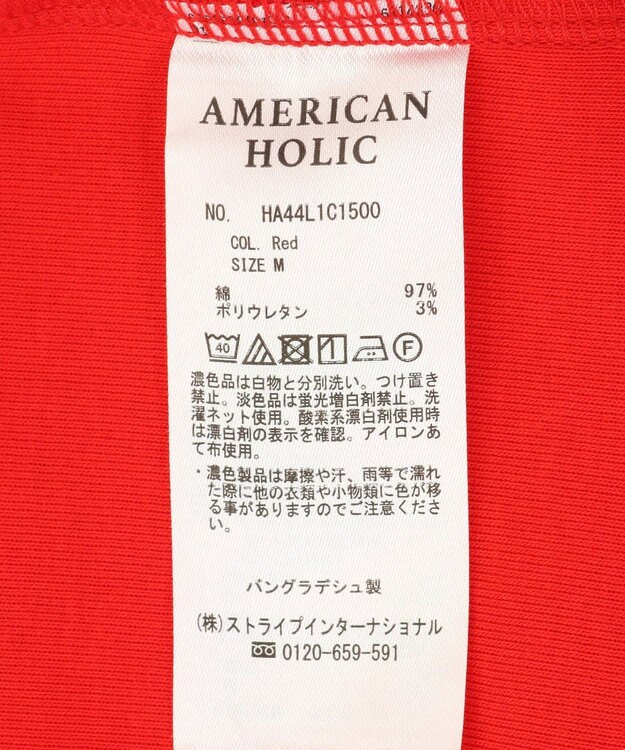 AMERICAN
HOLIC
NO. HA44L1C1500
COL. Red
SIZE M
綿 97%
ポリウレタン 3%
40 F
濃色品は白物と分別洗い。つけ置き
禁止。淡色品は蛍光増白剤禁止。洗
濯ネット使用。酸素系漂白剤使用時
は漂白剤の表示を確認。アイロンあ
て布使用。
・濃色製品は摩擦や汗、雨等で濡れ
た際に他の衣類や小物類に色が移
る事がありますのでご注意くださ
い。
バングラデシュ製
(株)ストライプインターナショナル
0120-659-591